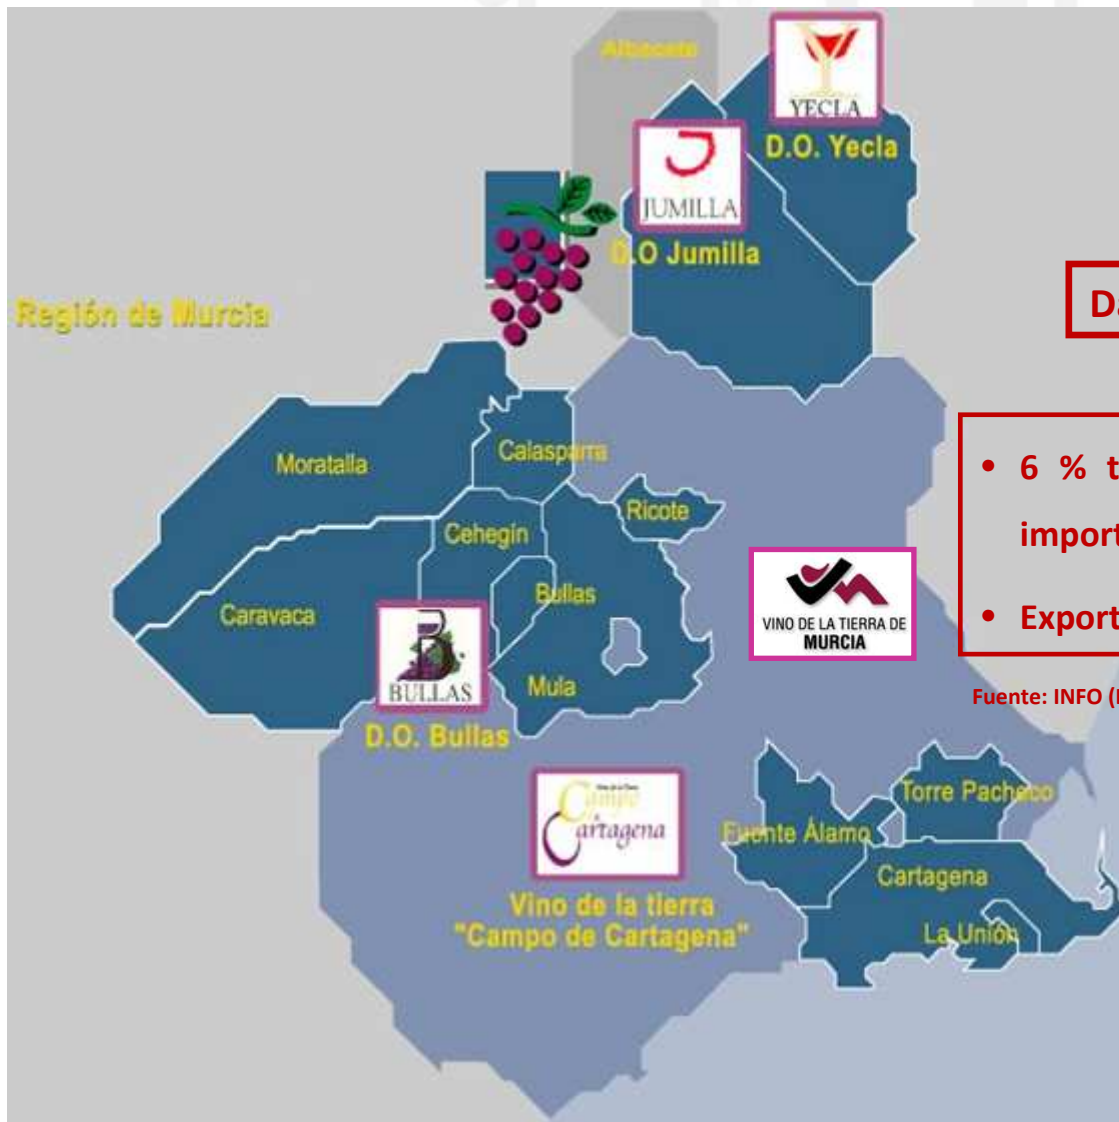 Albacete
YECLA
D.O. Yecla
JUMILLA
D.O Jumilla
Región de Murcia
Moratalla
Calasparra
Ricote
Cehegín
Bullas
Caravaca
BULLAS
Mula
D.O. Bullas
VINO DE LA TIERRA DE
MURCIA
Campo
Cartagena
Vino de la tierra
"Campo de Cartagena"
Torre Pacheco
Fuente Álamo
Cartagena
La Unión
• 6 %
• Export
Fuente: INFO